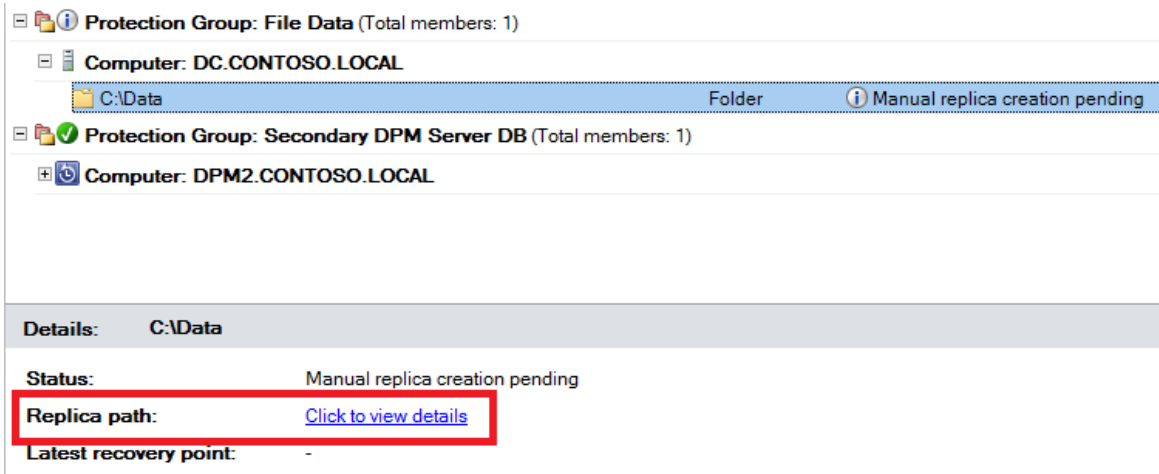 Protection Group: File Data (Total members: 1)
Computer: DC.CONTOSO.LOCAL
C:\Data Folder Manual replica creation pending
Protection Group: Secondary DPM Server DB (Total members: 1)
Computer: DPM2.CONTOSO.LOCAL
Details: C:\Data
Status: Manual replica creation pending
Replica path: Click to view details
Latest recovery point: -